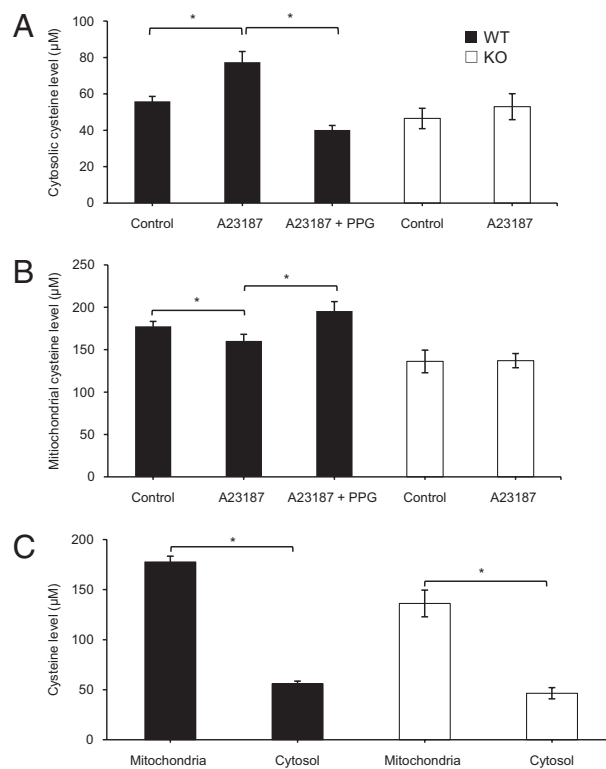 A
Cytosolic cysteine level (µM)
100
80
60
40
20
0
*
*
WT
KO
Control
A23187
A23187 + PPG
Control
A23187
B
Mitiochondrial cysteine level (µM)
250
200
150
100
50
0
*
*
Control
A23187
A23187 + PPG
Control
A23187
C
Cysteine level (µM)
200
150
100
50
0
*
*
Mitochondria
Cytosol
Mitochondria
Cytosol